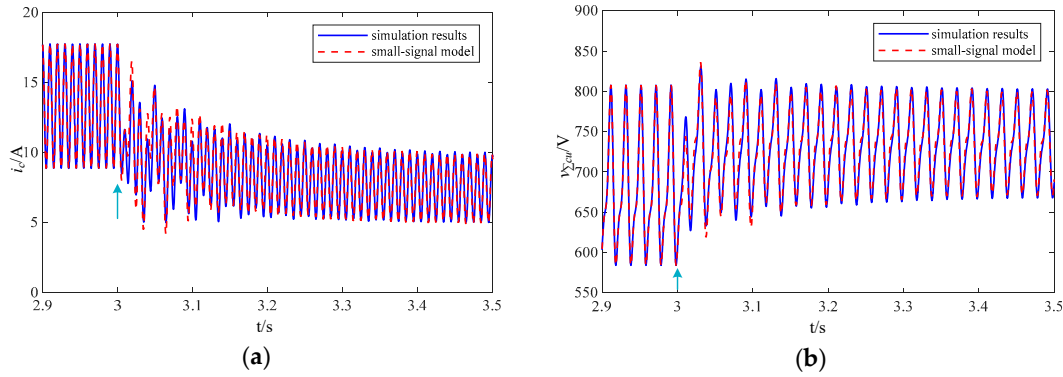 20
15
10
5
0
i_c/A
simulation results
small-signal model
2.9 3 3.1 3.2 3.3 3.4 3.5
t/s
(a)
900
850
800
750
700
650
600
550
v_Σcu/V
simulation results
small-signal model
2.9 3 3.1 3.2 3.3 3.4 3.5
t/s
(b)